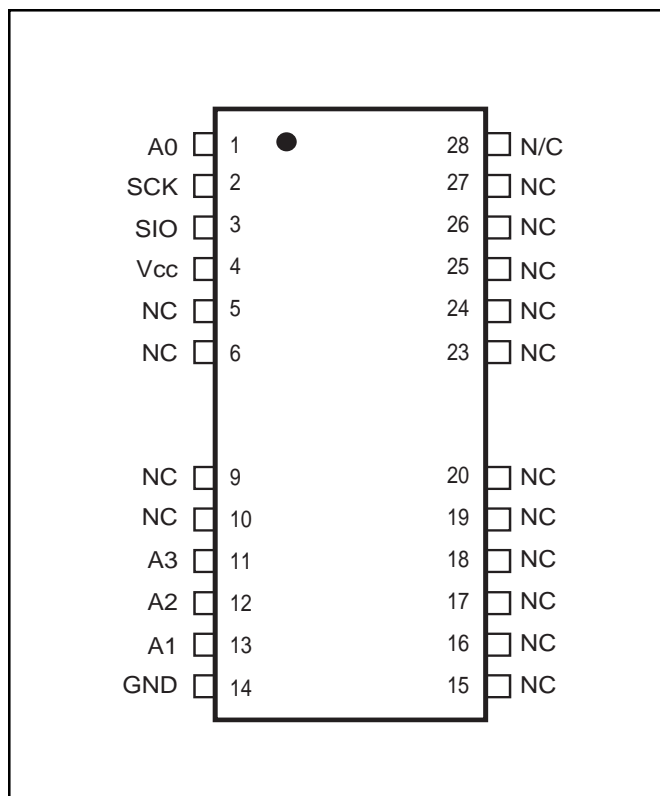 A0 1 28 N/C
SCK 2 27 NC
SIO 3 26 NC
Vcc 4 25 NC
NC 5 24 NC
NC 6 23 NC
NC 9 20 NC
NC 10 19 NC
A3 11 18 NC
A2 12 17 NC
A1 13 16 NC
GND 14 15 NC